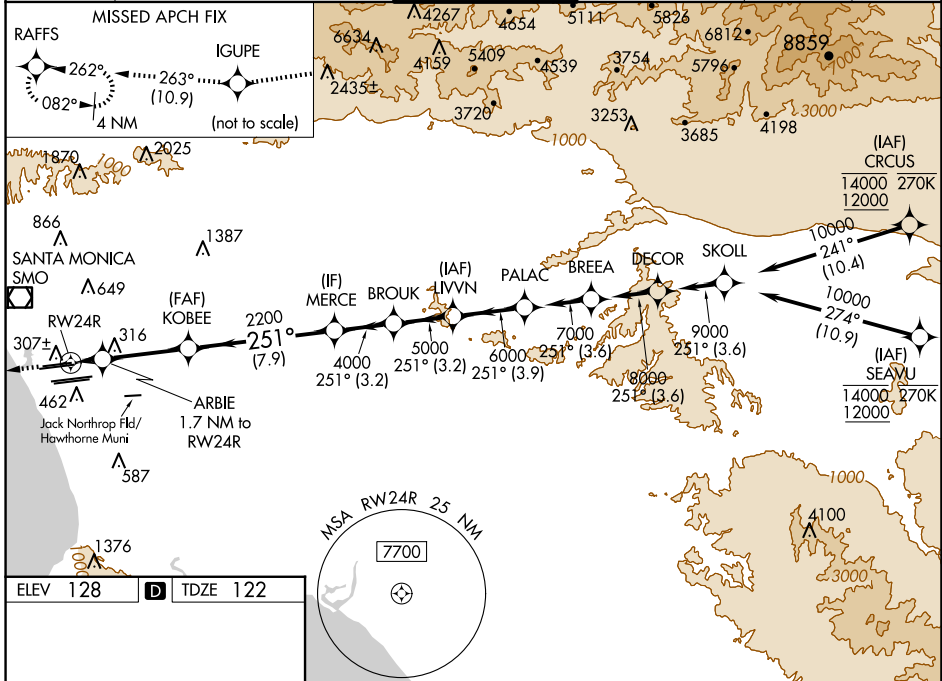 MISSED APCH FIX
RAFFS
IGUPE
262°
263°
(10.9)
082°
4 NM
(not to scale)
4267
4654
5111
5826
6634
4159
5409
4539
3754
6812
5796
8859
2435±
3720
3253
3685
4198
3000
1000
1870
1000
2025
(IAF)
CRCUS
14000 270K
12000
866
1387
SANTA MONICA
SMO
649
10000
241°
(10.4)
SKOLL
DECOR
BREEA
PALAC
(IAF)
LIVVN
BROUK
(IF)
MERCE
(FAF)
KOBEE
RW24R
316
307±
2200
251°
(7.9)
4000
251° (3.2)
5000
251° (3.2)
6000
251° (3.9)
7000
251° (3.6)
8000
251° (3.6)
9000
251° (3.6)
10000
274°
(10.9)
(IAF)
SEAVU
14000 270K
12000
462
Jack Northrop Fld/
Hawthorne Muni
ARBIE
1.7 NM to
RW24R
587
1376
MSA RW24R 25 NM
7700
1000
4100
3000
ELEV 128 D TDZE 122